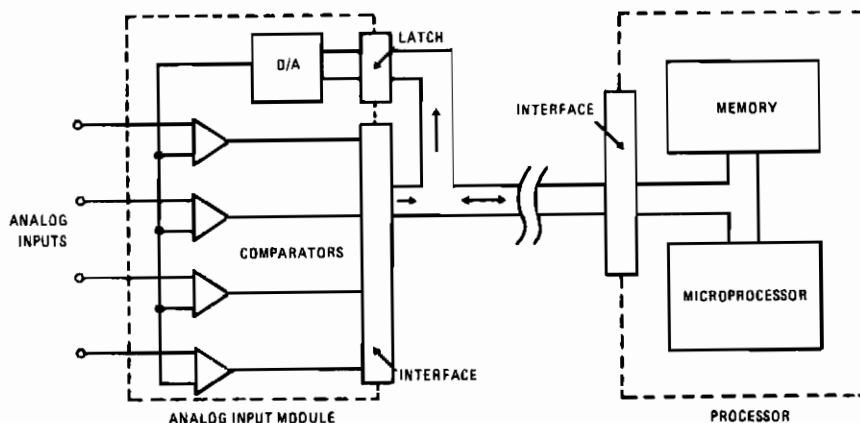 LATCH
D/A
INTERFACE
MEMORY
ANALOG
INPUTS
COMPARATORS
MICROPROCESSOR
INTERFACE
ANALOG INPUT MODULE
PROCESSOR